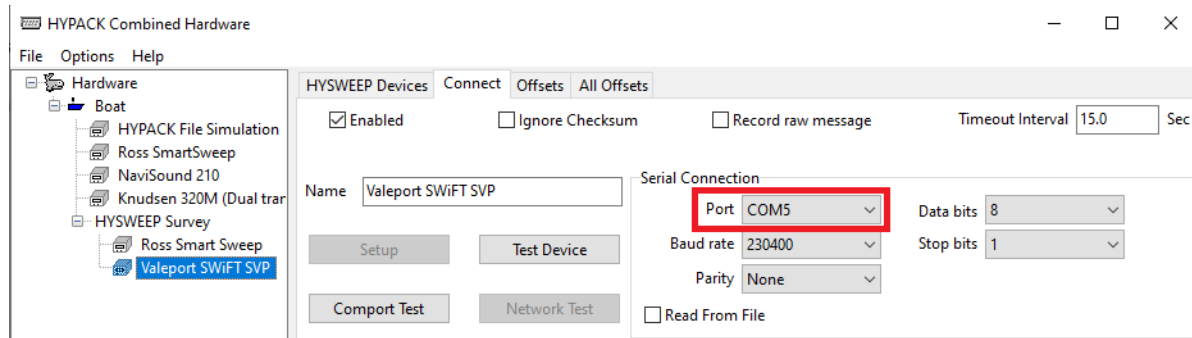 HYPACK Combined Hardware
File Options Help
Hardware
Boat
HYPACK File Simulation
Ross SmartSweep
NaviSound 210
Knudsen 320M (Dual tran
HYSWEEP Survey
Ross Smart Sweep
Valeport SWiFT SVP
HYSWEEP Devices Connect Offsets All Offsets
Enabled Ignore Checksum Record raw message Timeout Interval 15.0 Sec
Name Valeport SWiFT SVP
Serial Connection
Port COM5 Data bits 8
Setup Test Device Baud rate 230400 Stop bits 1
Parity None
Comport Test Network Test Read From File